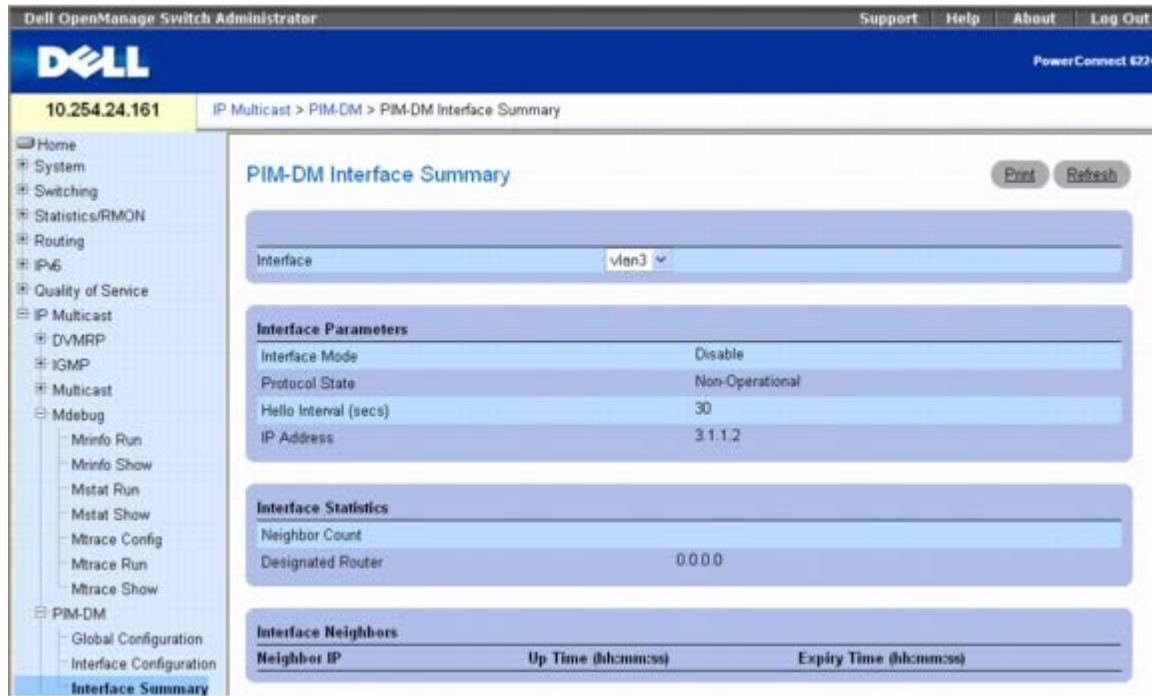 Dell OpenManage Switch Administrator
Support Help About Log Out
DELL
PowerConnect 622
10.254.24.161
IP Multicast > PIM-DM > PIM-DM Interface Summary
Home
System
Switching
Statistics/RMON
Routing
IPv6
Quality of Service
IP Multicast
DVMRP
IGMP
Multicast
Mdebug
Mrinfo Run
Mrinfo Show
Mstat Run
Mstat Show
Mtrace Config
Mtrace Run
Mtrace Show
PIM-DM
Global Configuration
Interface Configuration
Interface Summary
PIM-DM Interface Summary
Print Refresh
Interface vlan3
Interface Parameters
Interface Mode Disable
Protocol State Non-Operational
Hello Interval (secs) 30
IP Address 3.1.1.2
Interface Statistics
Neighbor Count
Designated Router 0.0.0.0
Interface Neighbors
Neighbor IP Up Time (hh:mm:ss) Expiry Time (hh:mm:ss)